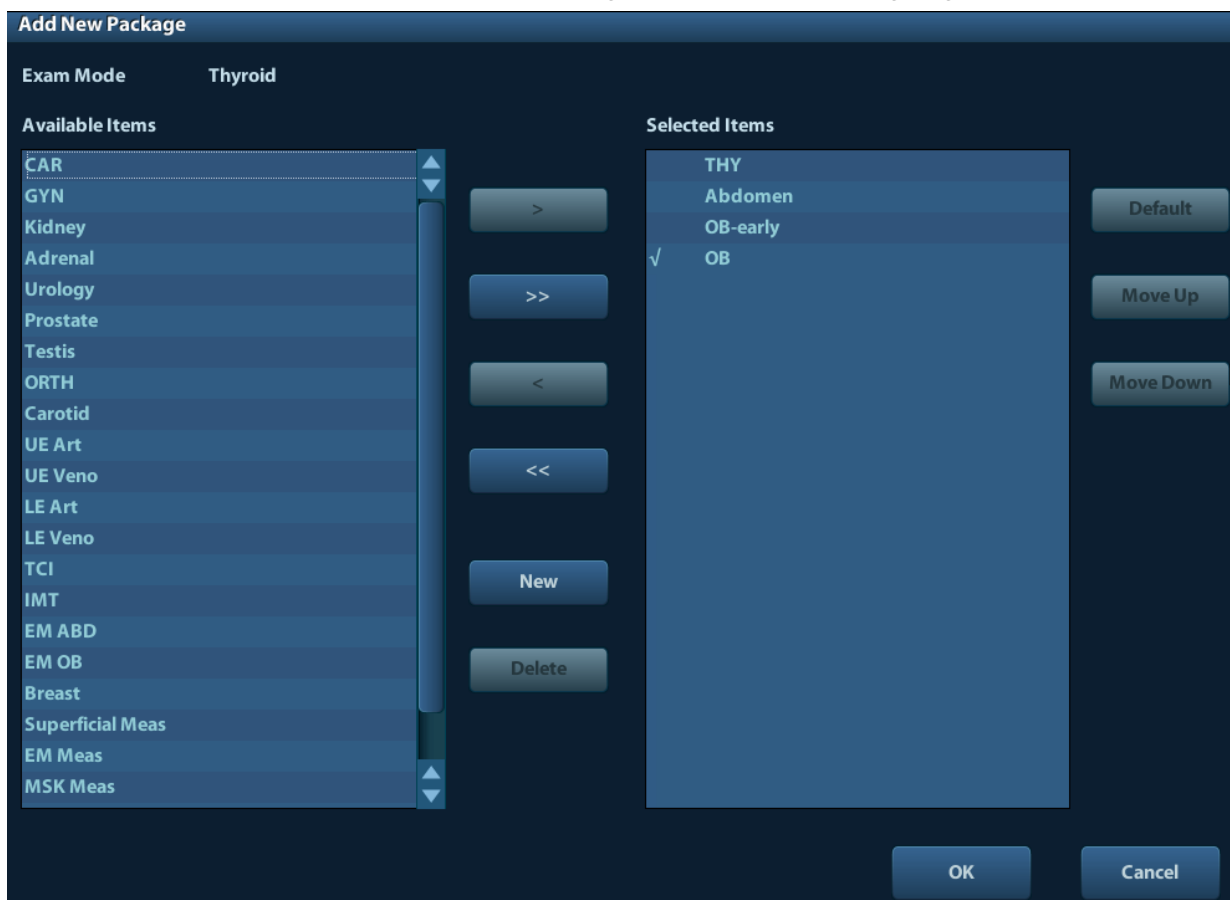 Add New Package
Exam Mode Thyroid
Available Items
CAR
GYN
Kidney
Adrenal
Urology
Prostate
Testis
ORTH
Carotid
UE Art
UE Veno
LE Art
LE Veno
TCI
IMT
EM ABD
EM OB
Breast
Superficial Meas
EM Meas
MSK Meas
>
>>
<
<<
New
Delete
Selected Items
THY
Abdomen
OB-early
√ OB
Default
Move Up
Move Down
OK
Cancel